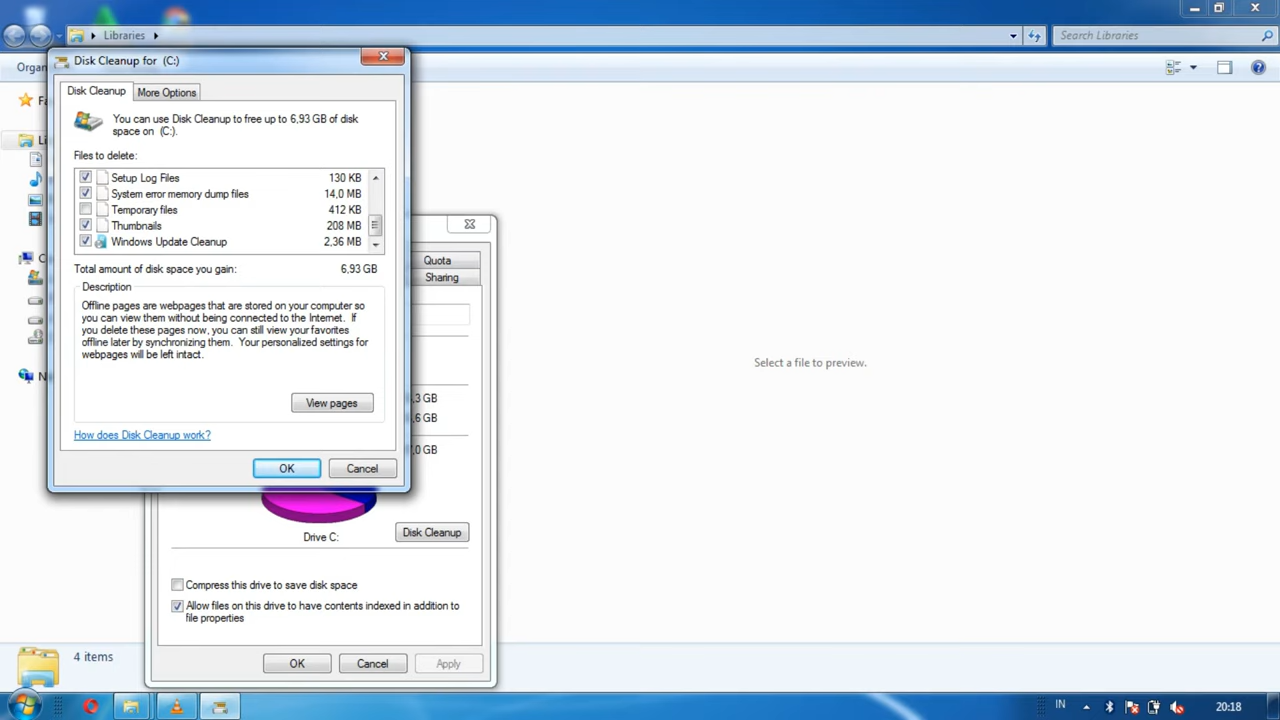 Libraries
Search Libraries
Disk Cleanup for (C:)
Organ
Disk Cleanup
More Options
You can use Disk Cleanup to free up to 6,93 GB of disk
space on (C:).
Files to delete:
Setup Log Files 130 KB
System error memory dump files 14,0 MB
Temporary files 412 KB
Thumbnails 208 MB
Windows Update Cleanup 2,36 MB
Total amount of disk space you gain: 6,93 GB
Description
Offline pages are webpages that are stored on your computer so
you can view them without being connected to the Internet. If
you delete these pages now, you can still view your favorites
offline later by synchronizing them. Your personalized settings for
webpages will be left intact.
View pages
How does Disk Cleanup work?
OK Cancel
Quota
Sharing
,3 GB
,6 GB
,0 GB
Select a file to preview.
Drive C:
Disk Cleanup
Compress this drive to save disk space
Allow files on this drive to have contents indexed in addition to
file properties
OK Cancel Apply
4 items
IN
20:18